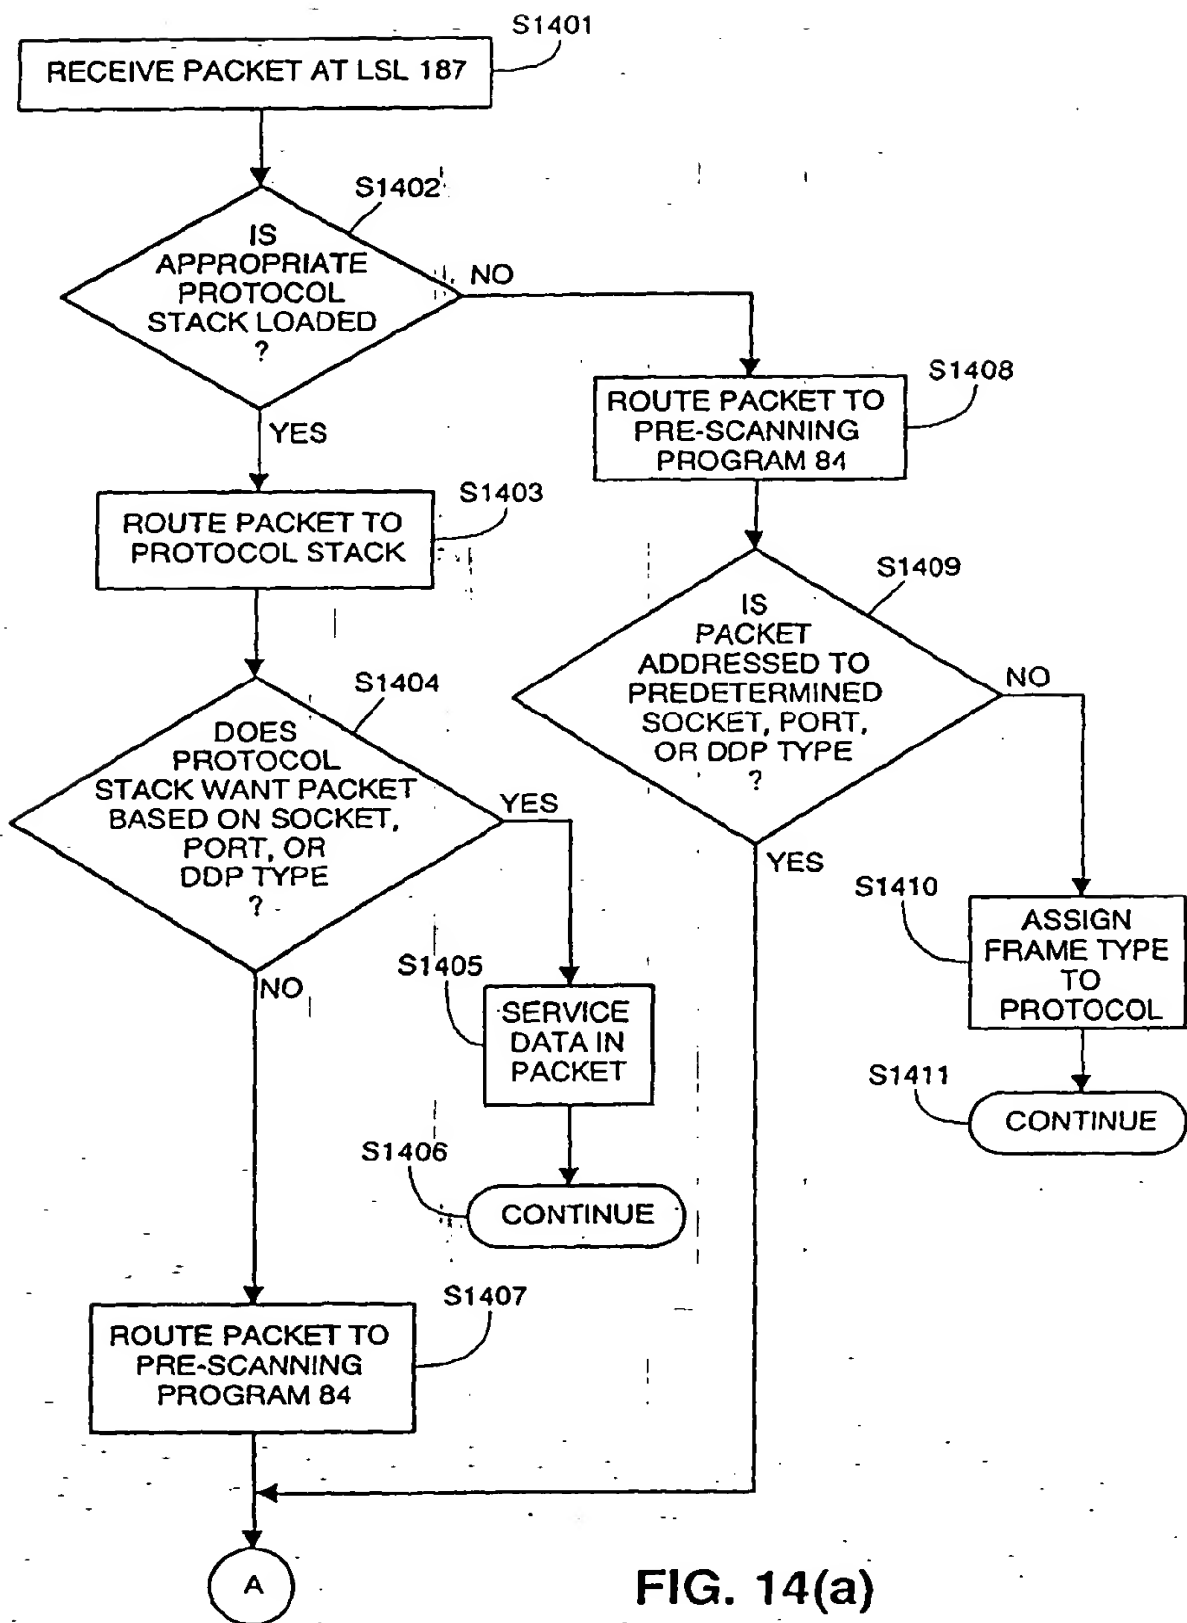 S1401
RECEIVE PACKET AT LSL 187
S1402
IS
APPROPRIATE
PROTOCOL
STACK LOADED
?
NO
YES
S1408
ROUTE PACKET TO
PRE-SCANNING
PROGRAM 84
S1403
ROUTE PACKET TO
PROTOCOL STACK
S1409
IS
PACKET
ADDRESSED TO
PREDETERMINED
SOCKET, PORT,
OR DDP TYPE
?
NO
YES
S1404
DOES
PROTOCOL
STACK WANT PACKET
BASED ON SOCKET,
PORT, OR
DDP TYPE
?
YES
NO
S1410
ASSIGN
FRAME TYPE
TO
PROTOCOL
S1405
SERVICE
DATA IN
PACKET
S1411
CONTINUE
S1406
CONTINUE
S1407
ROUTE PACKET TO
PRE-SCANNING
PROGRAM 84
A
FIG. 14(a)